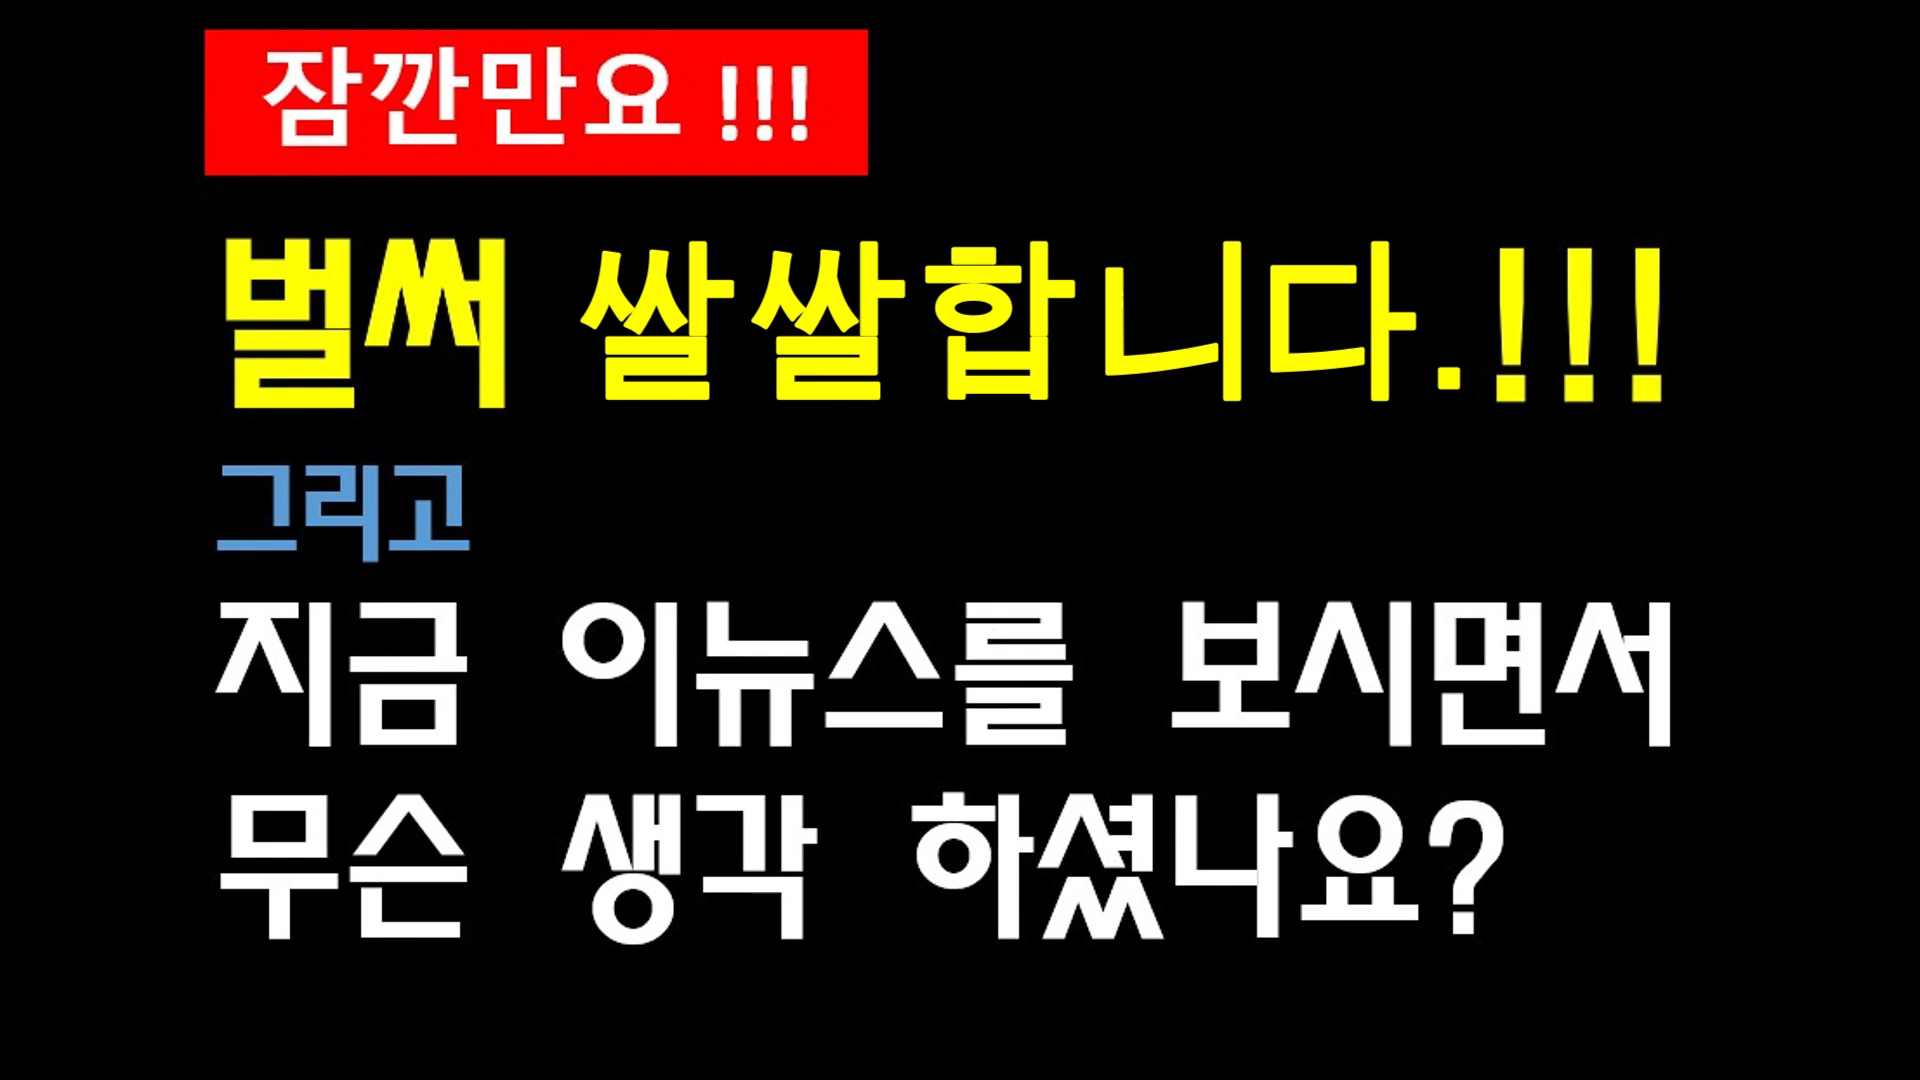 잠깐만요 !!!
벌써 쌀쌀합니다.!!!
그리고
지금 이뉴스를 보시면서
무슨 생각 하셨나요?